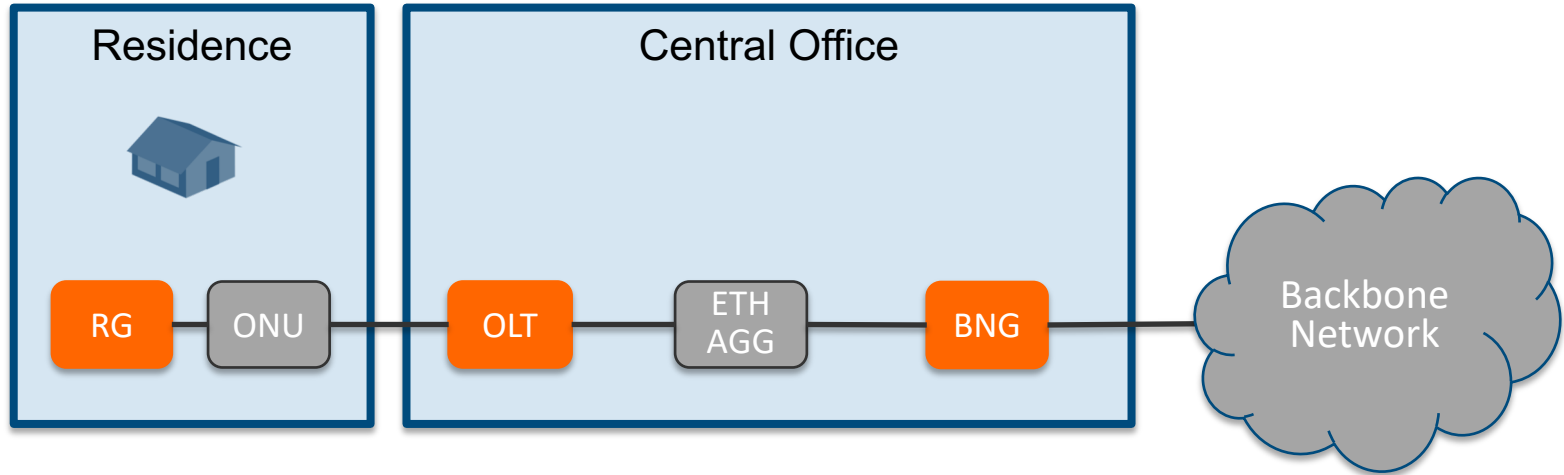 Residence
Central Office
RG
ONU
OLT
ETH
AGG
BNG
Backbone
Network